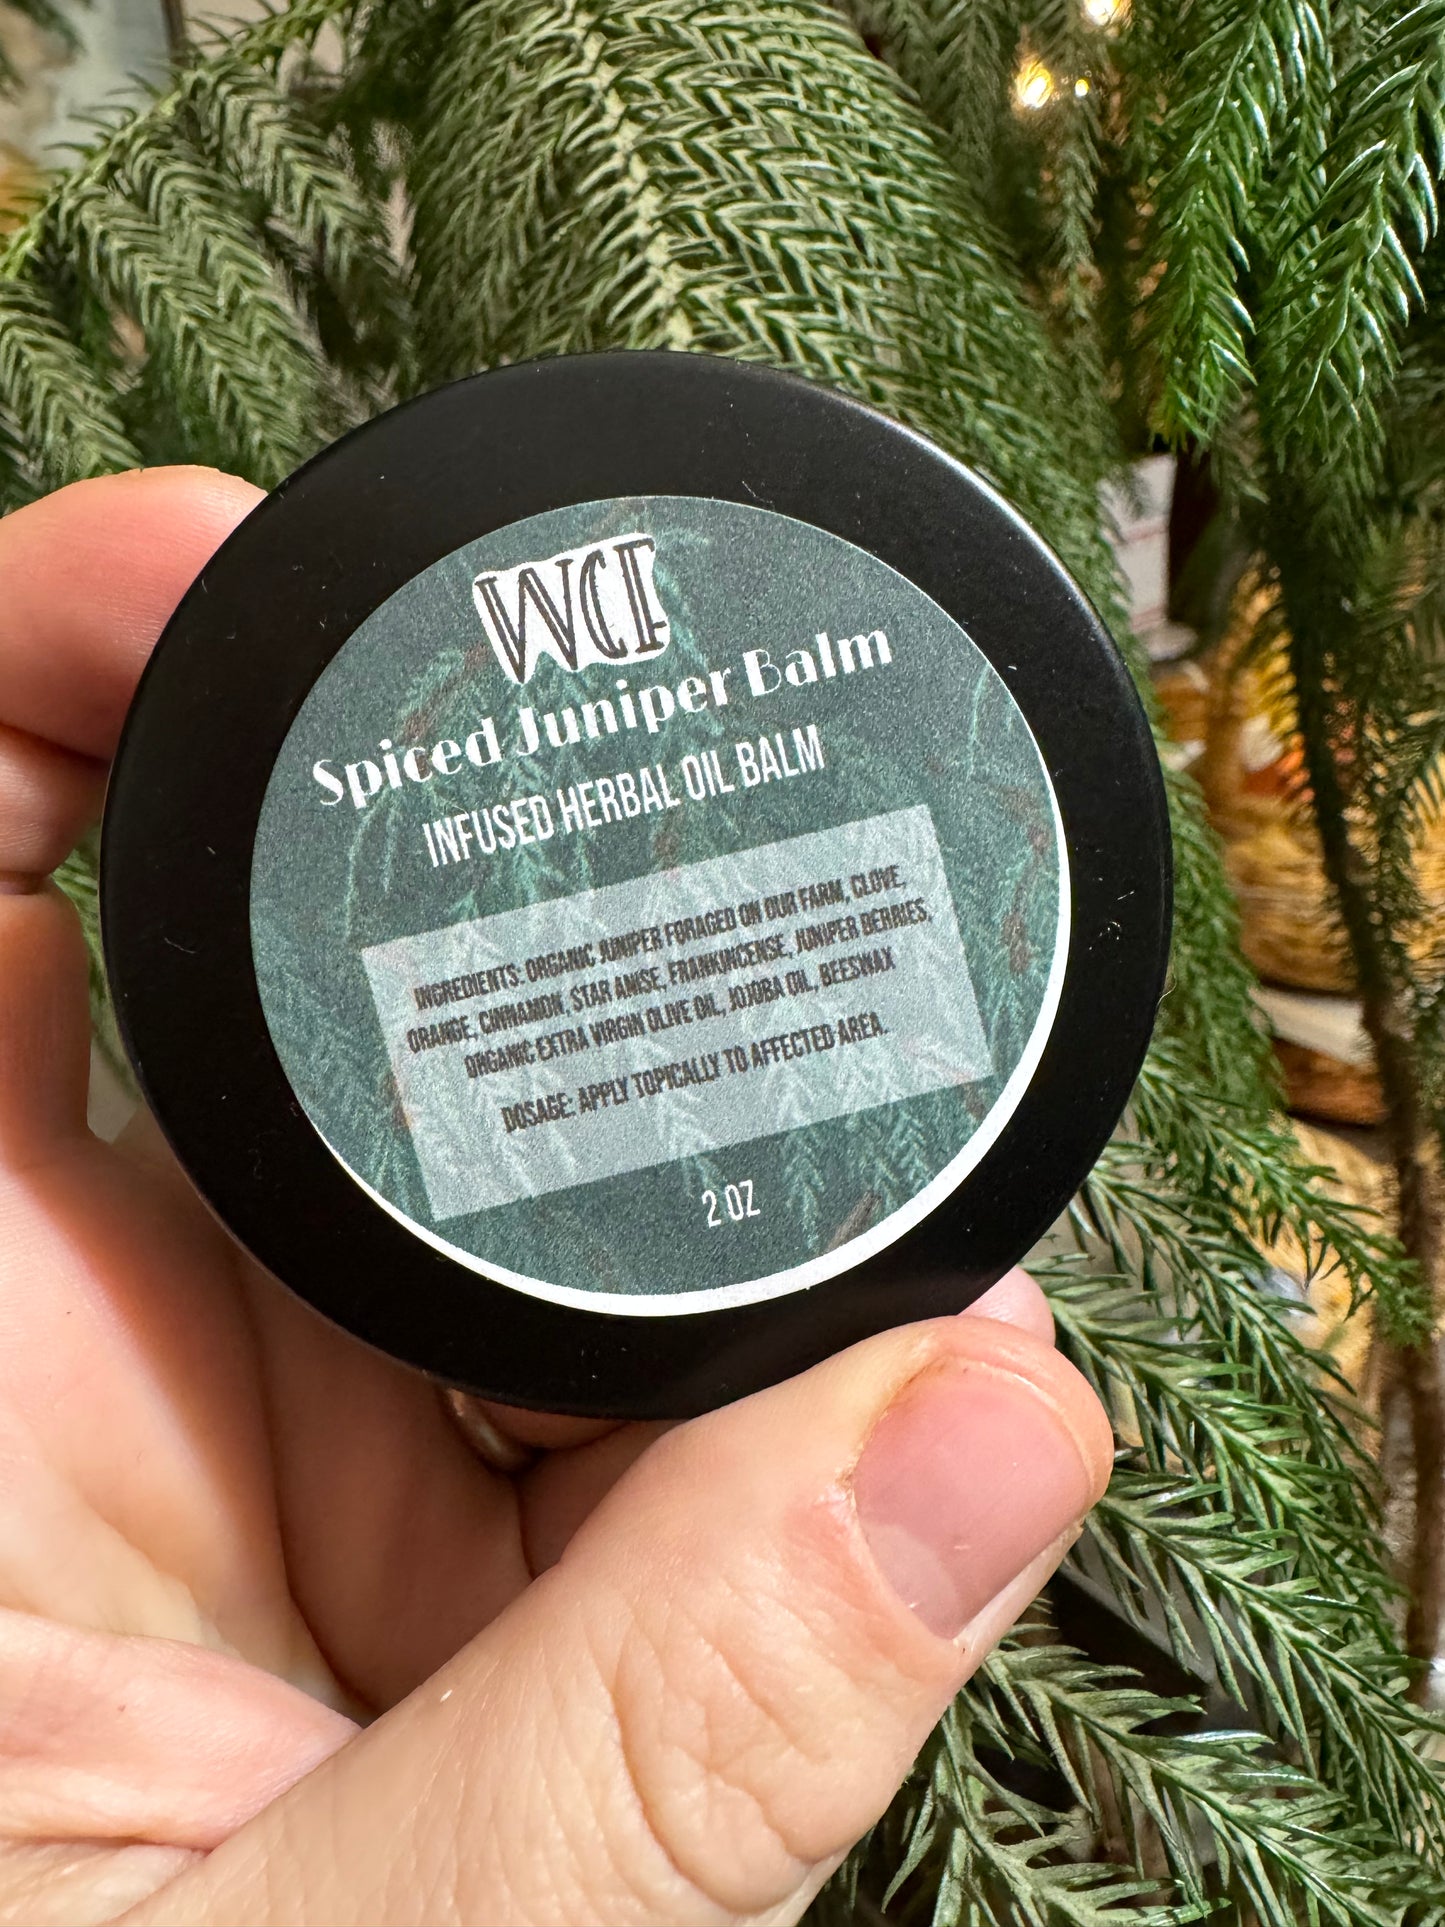 WCF
Spiced Juniper Balm
INFUSED HERBAL OIL BALM
INGREDIENTS: ORGANIC JUNIPER FORAGED ON OUR FARM, CLOVE,
ORANGE, CINNAMON, STAR ANISE, FRANKINCENSE, JUNIPER BERRIES,
ORGANIC EXTRA VIRGIN OLIVE OIL, JOJOBA OIL, BEESWAX
DOSAGE: APPLY TOPICALLY TO AFFECTED AREA.
2 OZ